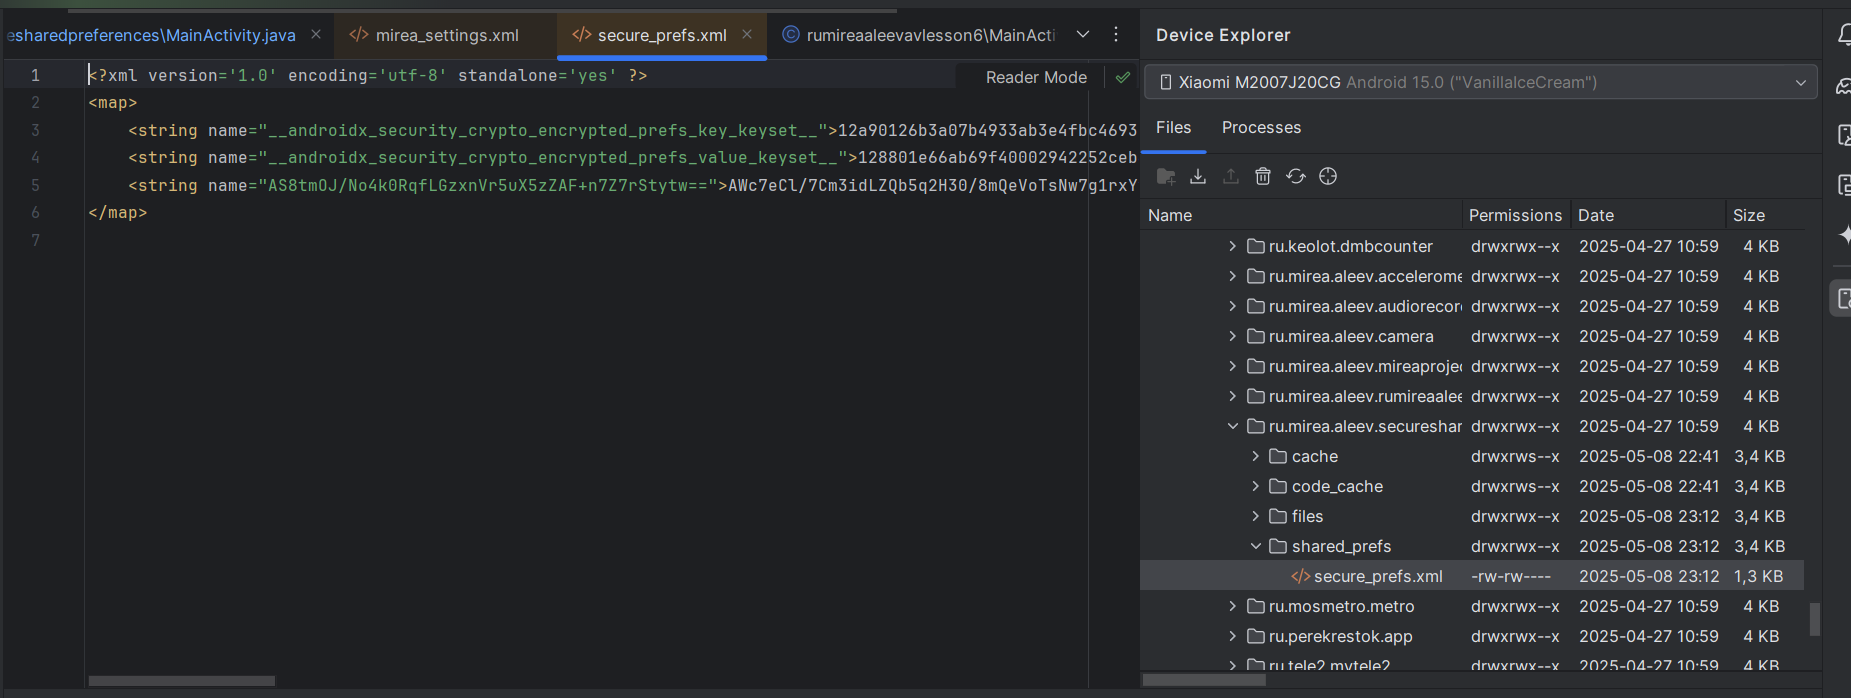 esharedpreferences\MainActivity.java
mirea_settings.xml
secure_prefs.xml
rumireaaleevavlesson6\MainActi
Reader Mode
1 <?xml version='1.0' encoding='utf-8' standalone='yes' ?>
2 <map>
3 <string name="__androidx_security_crypto_encrypted_prefs_key_keyset__">12a90126b3a07b4933ab3e4fbc4693
4 <string name="__androidx_security_crypto_encrypted_prefs_value_keyset__">128801e66ab69f40002942252ceb
5 <string name="AS8tmOJ/No4k0RqfLGzxnVr5uX5zZAF+n7Z7rStytw==">AWc7eCl/7Cm3idLZQb5q2H30/8mQeVoTsNw7g1rxY
6 </map>
7
Device Explorer
Xiaomi M2007J20CG Android 15.0 ("VanillaIceCream")
Files Processes
Name Permissions Date Size
ru.keolot.dmbcounter drwxrwx--x 2025-04-27 10:59 4 KB
ru.mirea.aleev.accelerome drwxrwx--x 2025-04-27 10:59 4 KB
ru.mirea.aleev.audiorecor drwxrwx--x 2025-04-27 10:59 4 KB
ru.mirea.aleev.camera drwxrwx--x 2025-04-27 10:59 4 KB
ru.mirea.aleev.mireaprojec drwxrwx--x 2025-04-27 10:59 4 KB
ru.mirea.aleev.rumireaalee drwxrwx--x 2025-04-27 10:59 4 KB
ru.mirea.aleev.secureshar drwxrwx--x 2025-04-27 10:59 4 KB
cache drwxrws--x 2025-05-08 22:41 3,4 KB
code_cache drwxrws--x 2025-05-08 22:41 3,4 KB
files drwxrwx--x 2025-05-08 23:12 3,4 KB
shared_prefs drwxrwx--x 2025-05-08 23:12 3,4 KB
secure_prefs.xml -rw-rw---- 2025-05-08 23:12 1,3 KB
ru.mosmetro.metro drwxrwx--x 2025-04-27 10:59 4 KB
ru.perekrestok.app drwxrwx--x 2025-04-27 10:59 4 KB
ru.tele2.mytele2 drwxrwx--x 2025-04-27 10:59 4 KB